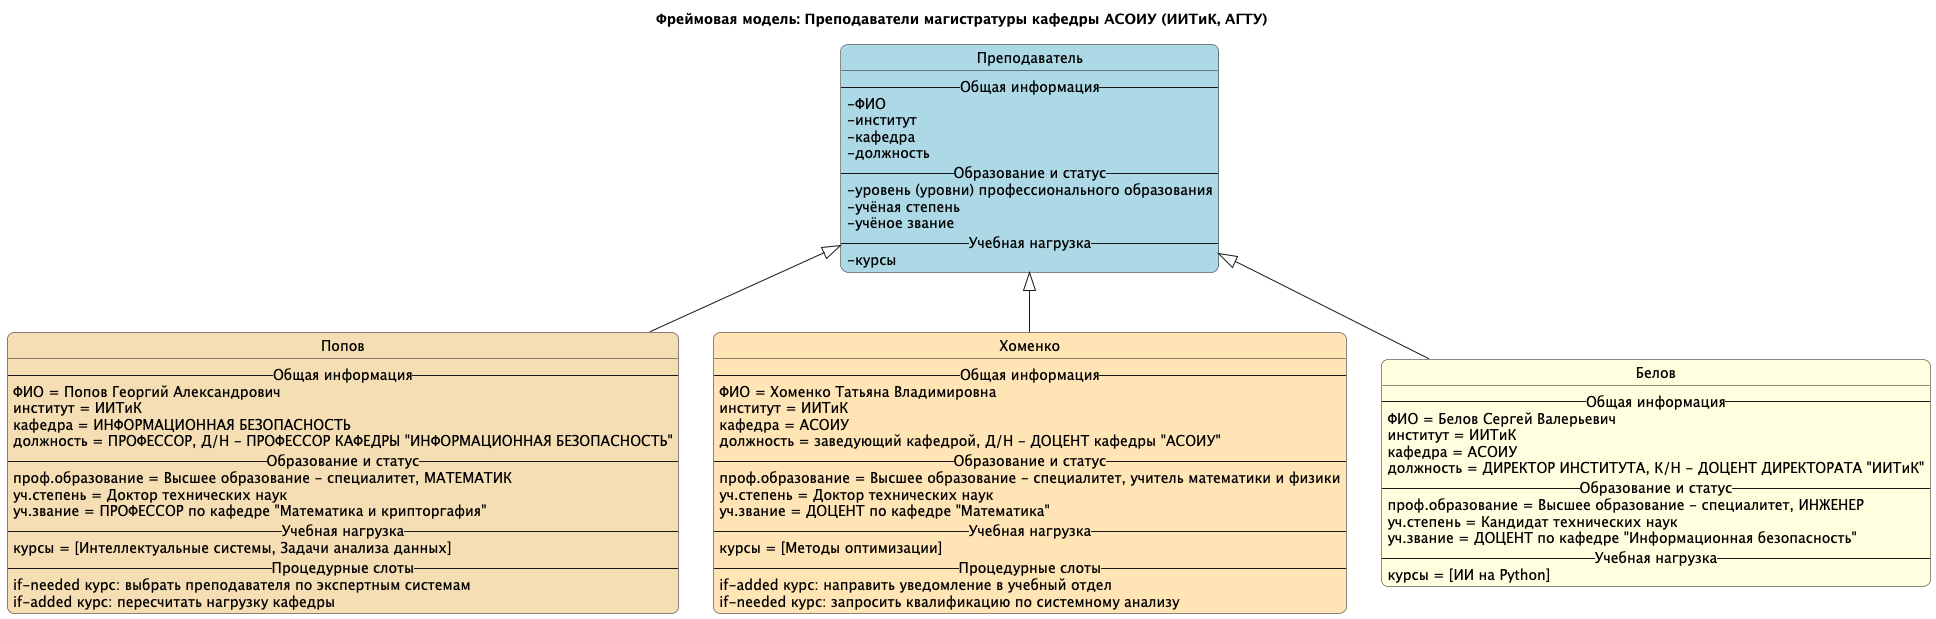 Фреймовая модель: Преподаватели магистратуры кафедры АСОИУ (ИИТиК, АГТУ)
Преподаватель
Общая информация
-ФИО
-институт
-кафедра
-должность
Образование и статус
-уровень (уровни) профессионального образования
-учёная степень
-учёное звание
Учебная нагрузка
-курсы
Попов
Общая информация
ФИО = Попов Георгий Александрович
институт = ИИТиК
кафедра = ИНФОРМАЦИОННАЯ БЕЗОПАСНОСТЬ
должность = ПРОФЕССОР, Д/Н - ПРОФЕССОР КАФЕДРЫ "ИНФОРМАЦИОННАЯ БЕЗОПАСНОСТЬ"
Образование и статус
проф.образование = Высшее образование - специалитет, МАТЕМАТИК
уч.степень = Доктор технических наук
уч.звание = ПРОФЕССОР по кафедре "Математика и крипторгафия"
Учебная нагрузка
курсы = [Интеллектуальные системы, Задачи анализа данных]
Процедурные слоты
if-needed курс: выбрать преподавателя по экспертным системам
if-added курс: пересчитать нагрузку кафедры
Хоменко
Общая информация
ФИО = Хоменко Татьяна Владимировна
институт = ИИТиК
кафедра = АСОИУ
должность = заведующий кафедрой, Д/Н - ДОЦЕНТ кафедры "АСОИУ"
Образование и статус
проф.образование = Высшее образование - специалитет, учитель математики и физики
уч.степень = Доктор технических наук
уч.звание = ДОЦЕНТ по кафедре "Математика"
Учебная нагрузка
курсы = [Методы оптимизации]
Процедурные слоты
if-added курс: направить уведомление в учебный отдел
if-needed курс: запросить квалификацию по системному анализу
Белов
Общая информация
ФИО = Белов Сергей Валерьевич
институт = ИИТиК
кафедра = АСОИУ
должность = ДИРЕКТОР ИНСТИТУТА, К/Н - ДОЦЕНТ ДИРЕКТОРАТА "ИИТиК"
Образование и статус
проф.образование = Высшее образование - специалитет, ИНЖЕНЕР
уч.степень = Кандидат технических наук
уч.звание = ДОЦЕНТ по кафедре "Информационная безопасность"
Учебная нагрузка
курсы = [ИИ на Python]